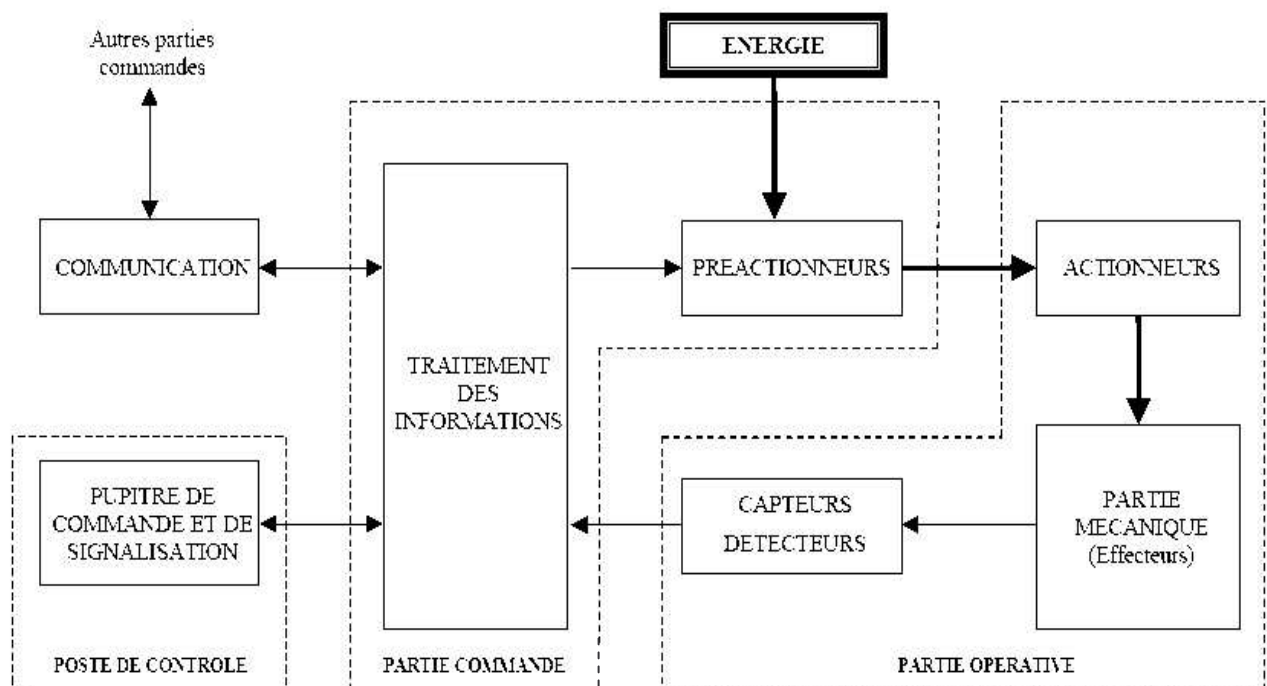 Autres parties
commandes
ENERGIE
COMMUNICATION
TRAITEMENT
DES
INFORMATIONS
PREACTIONNEURS
ACTIONNEURS
PUPITRE DE
COMMANDE ET DE
SIGNALISATION
CAPTEURS
DETECTEURS
PARTIE
MECANIQUE
(Effecteurs)
POSTE DE CONTROLE
PARTIE COMMANDE
PARTIE OPERATIVE